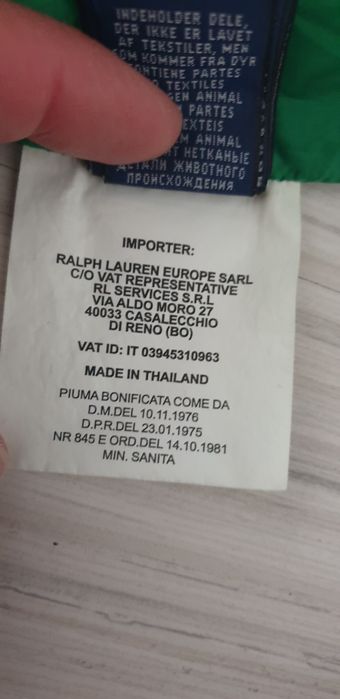 INDEHOLDER DELE,
DER IKKE ER LAVET
AF TEKSTILER, MEN
SOM KOMMER FRA DYR
CONTIENE PARTES
TEXTILES
ANIMAL
PARTES
TÊXTEIS
ANIMAL
НЕТКАНЫЕ
ДЕТАЛИ ЖИВОТНОГО
ПРОИСХОЖДЕНИЯ
IMPORTER:
RALPH LAUREN EUROPE SARL
C/O VAT REPRESENTATIVE
RL SERVICES S.R.L
VIA ALDO MORO 27
40033 CASALECCHIO
DI RENO (BO)
VAT ID: IT 03945310963
MADE IN THAILAND
PIUMA BONIFICATA COME DA
D.M.DEL 10.11.1976
D.P.R.DEL 23.01.1975
NR 845 E ORD.DEL 14.10.1981
MIN. SANITA